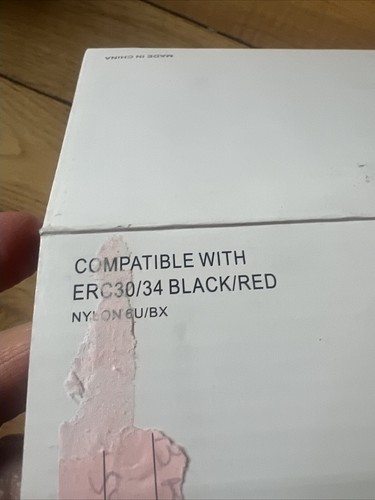 MADE IN CHINA
COMPATIBLE WITH
ERC30/34 BLACK/RED
NYLON 6U/BX